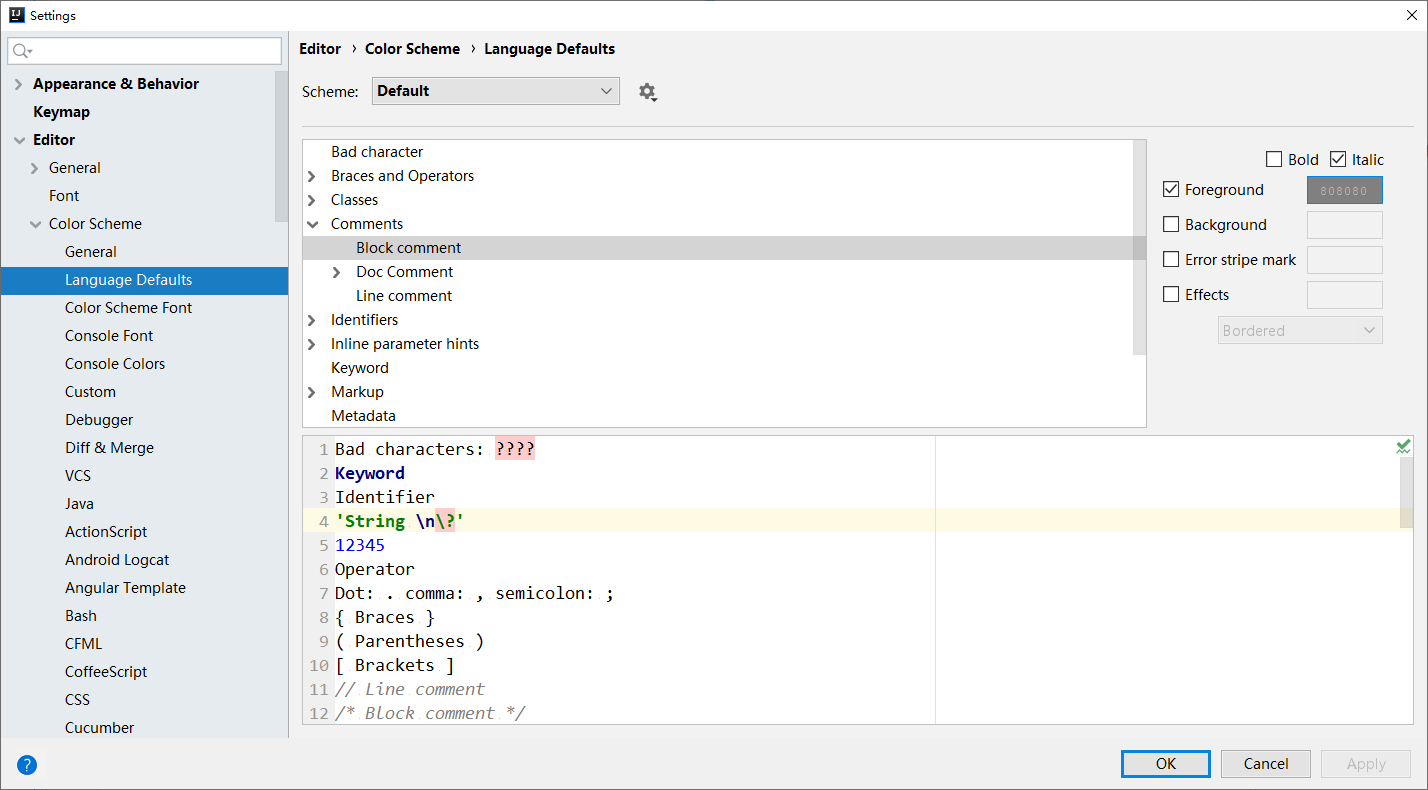 Settings
Editor › Color Scheme › Language Defaults
Scheme: Default
Appearance & Behavior
Keymap
Editor
General
Font
Color Scheme
General
Language Defaults
Color Scheme Font
Console Font
Console Colors
Custom
Debugger
Diff & Merge
VCS
Java
ActionScript
Android Logcat
Angular Template
Bash
CFML
CoffeeScript
CSS
Cucumber
Bad character
Braces and Operators
Classes
Comments
Block comment
Doc Comment
Line comment
Identifiers
Inline parameter hints
Keyword
Markup
Metadata
Bold Italic
Foreground 808080
Background
Error stripe mark
Effects
Bordered
1 Bad characters: ????
2 Keyword
3 Identifier
4 'String \n\?'
5 12345
6 Operator
7 Dot: . comma: , semicolon: ;
8 { Braces }
9 ( Parentheses )
10 [ Brackets ]
11 // Line comment
12 /* Block comment */
? OK Cancel Apply